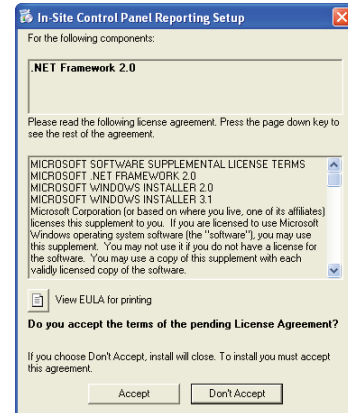 In-Site Control Panel Reporting Setup
For the following components:
.NET Framework 2.0
Please read the following license agreement. Press the page down key to
see the rest of the agreement.
MICROSOFT SOFTWARE SUPPLEMENTAL LICENSE TERMS
MICROSOFT .NET FRAMEWORK 2.0
MICROSOFT WINDOWS INSTALLER 2.0
MICROSOFT WINDOWS INSTALLER 3.1
Microsoft Corporation (or based on where you live, one of its affiliates)
licenses this supplement to you. If you are licensed to use Microsoft
Windows operating system software (the "software"), you may use
this supplement. You may not use it if you do not have a license for
the software. You may use a copy of this supplement with each
validly licensed copy of the software.
View EULA for printing
Do you accept the terms of the pending License Agreement?
If you choose Don't Accept, install will close. To install you must accept
this agreement.
Accept Don't Accept